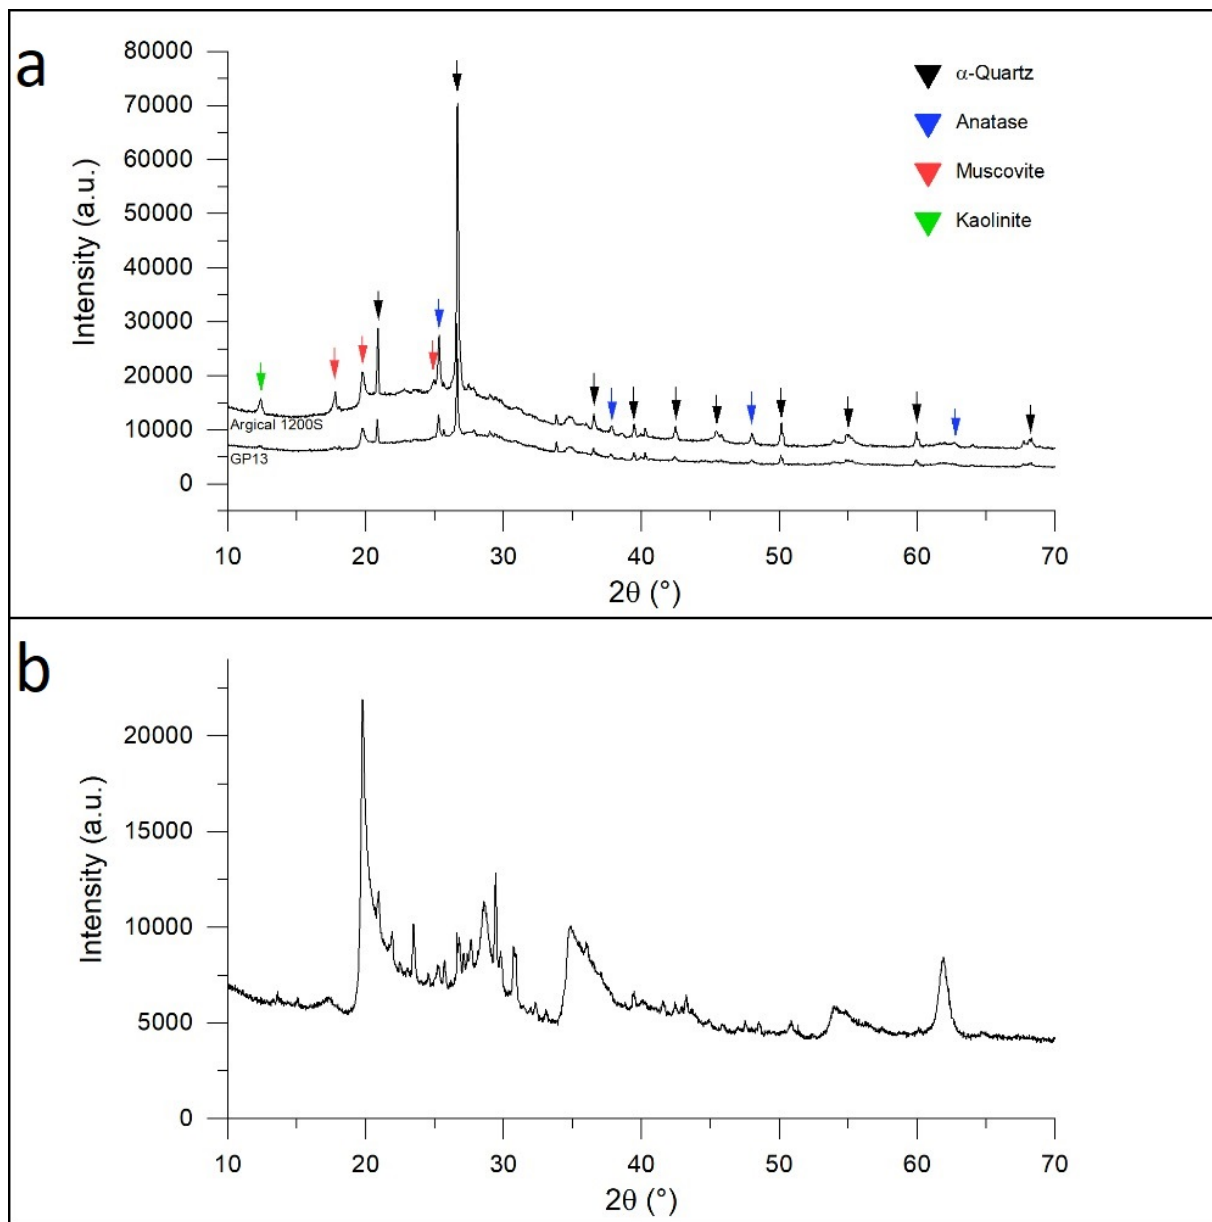 a
80000
70000
60000
50000
40000
30000
20000
10000
0
Intensity (a.u.)
α-Quartz
Anatase
Muscovite
Kaolinite
Argical 1200S
GP13
10 20 30 40 50 60 70
2θ (°)
b
20000
15000
10000
5000
0
Intensity (a.u.)
10 20 30 40 50 60 70
2θ (°)